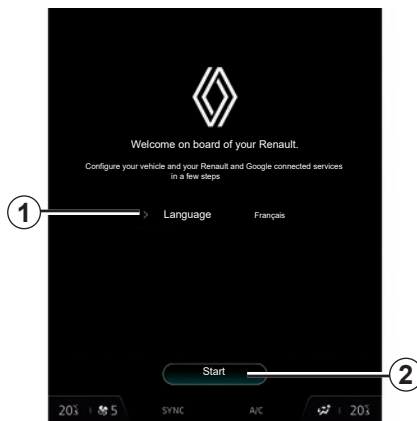 Welcome on board of your Renault.
Configure your vehicle and your Renault and Google connected services
in a few steps
1
> Language Français
Start
2
5 SYNC A/C